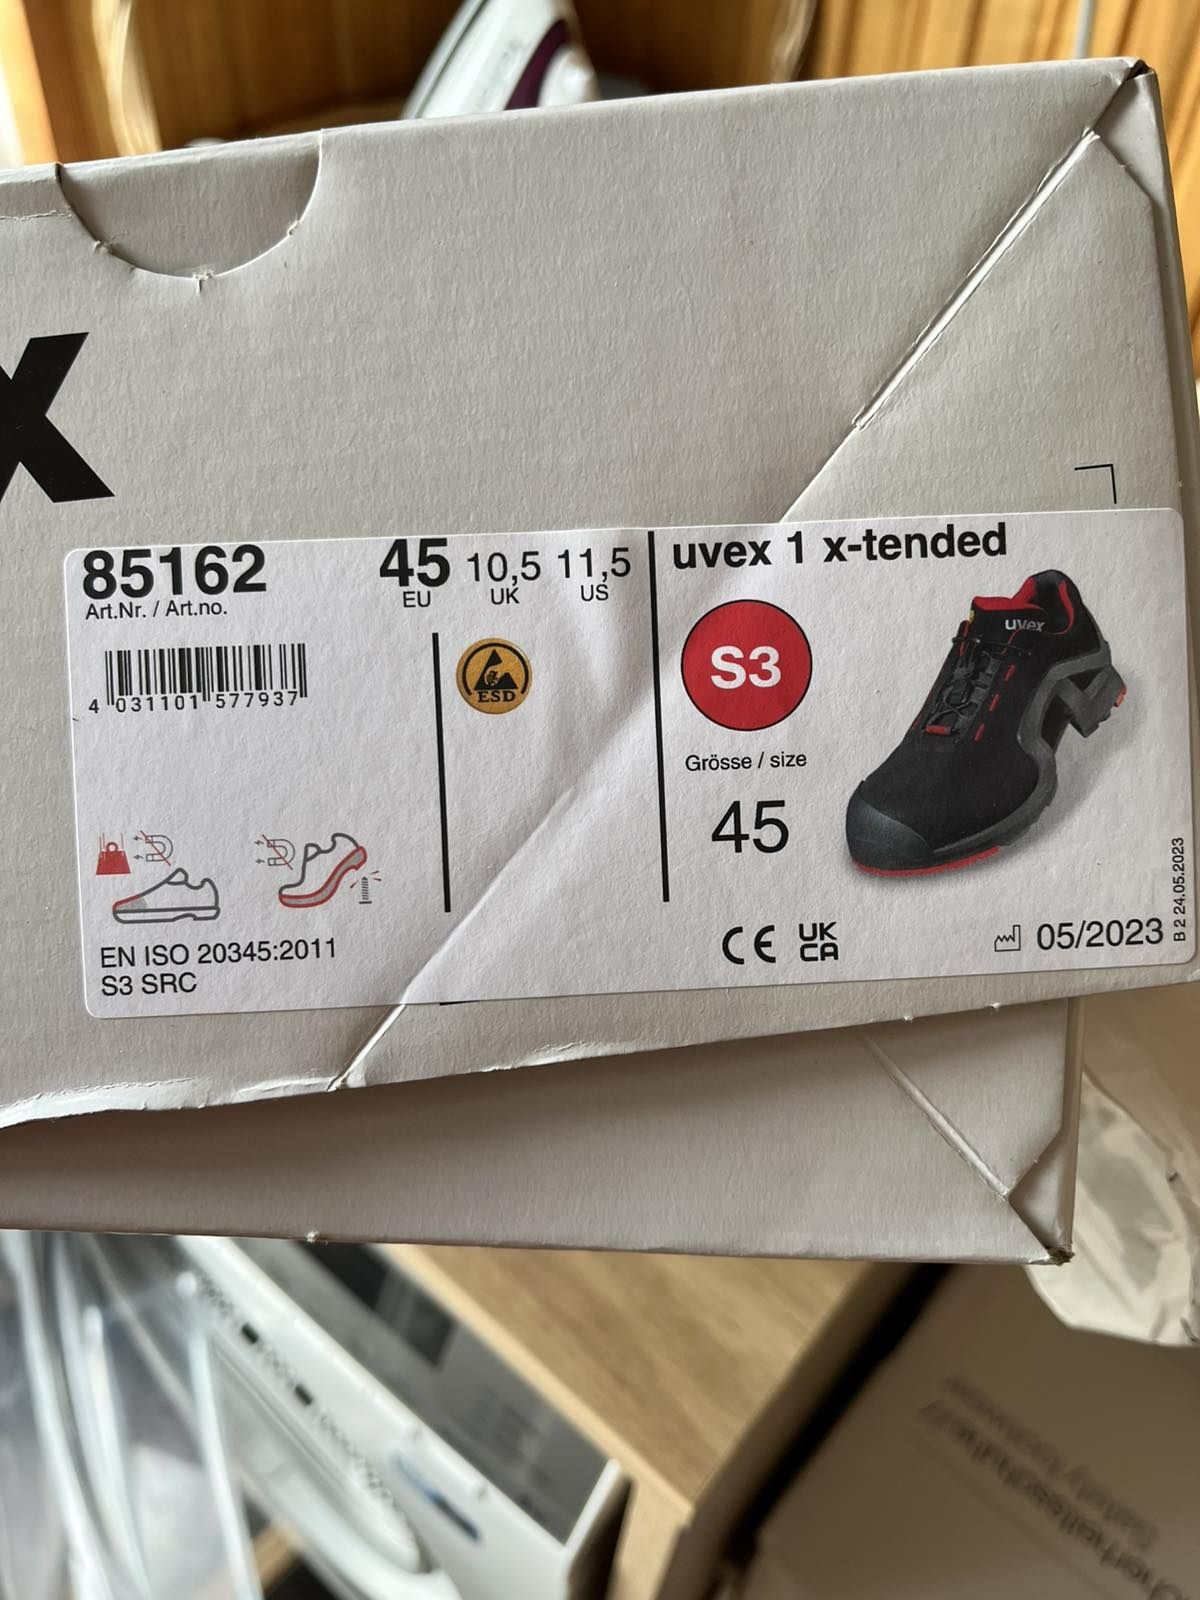 x
85162
Art.Nr. / Art.no.
45 10,5 11,5
EU UK US
uvex 1 x-tended
4 031101 577937
ESD
S3
uvex
Grösse / size
45
EN ISO 20345:2011
S3 SRC
CE UK
CA
05/2023
B 2 24.05.2023